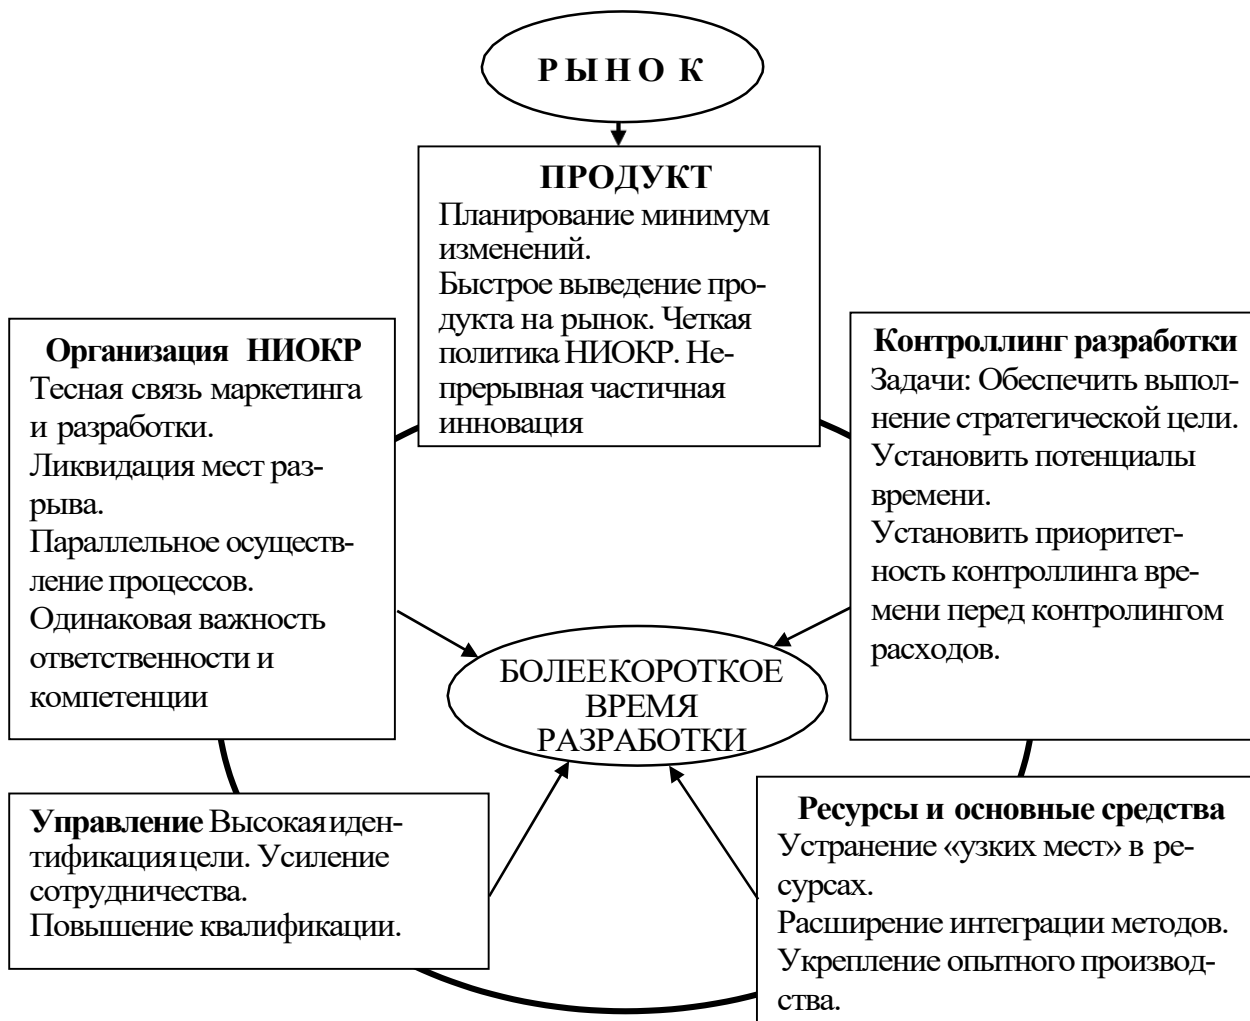 Р Ы Н О К
ПРОДУКТ
Планирование минимум
изменений.
Быстрое выведение про-
дукта на рынок. Четкая
политика НИОКР. Не-
прерывная частичная
инновация
Организация НИОКР
Тесная связь маркетинга
и разработки.
Ликвидация мест раз-
рыва.
Параллельное осуществ-
ление процессов.
Одинаковая важность
ответственности и
компетенции
Контроллинг разработки
Задачи: Обеспечить выпол-
нение стратегической цели.
Установить потенциалы
времени.
Установить приоритет-
ность контроллинга вре-
мени перед контролингом
расходов.
БОЛЕЕ КОРОТКОЕ
ВРЕМЯ
РАЗРАБОТКИ
Управление Высокая иден-
тификация цели. Усиление
сотрудничества.
Повышение квалификации.
Ресурсы и основные средства
Устранение «узких мест» в ре-
сурсах.
Расширение интеграции методов.
Укрепление опытного производ-
ства.